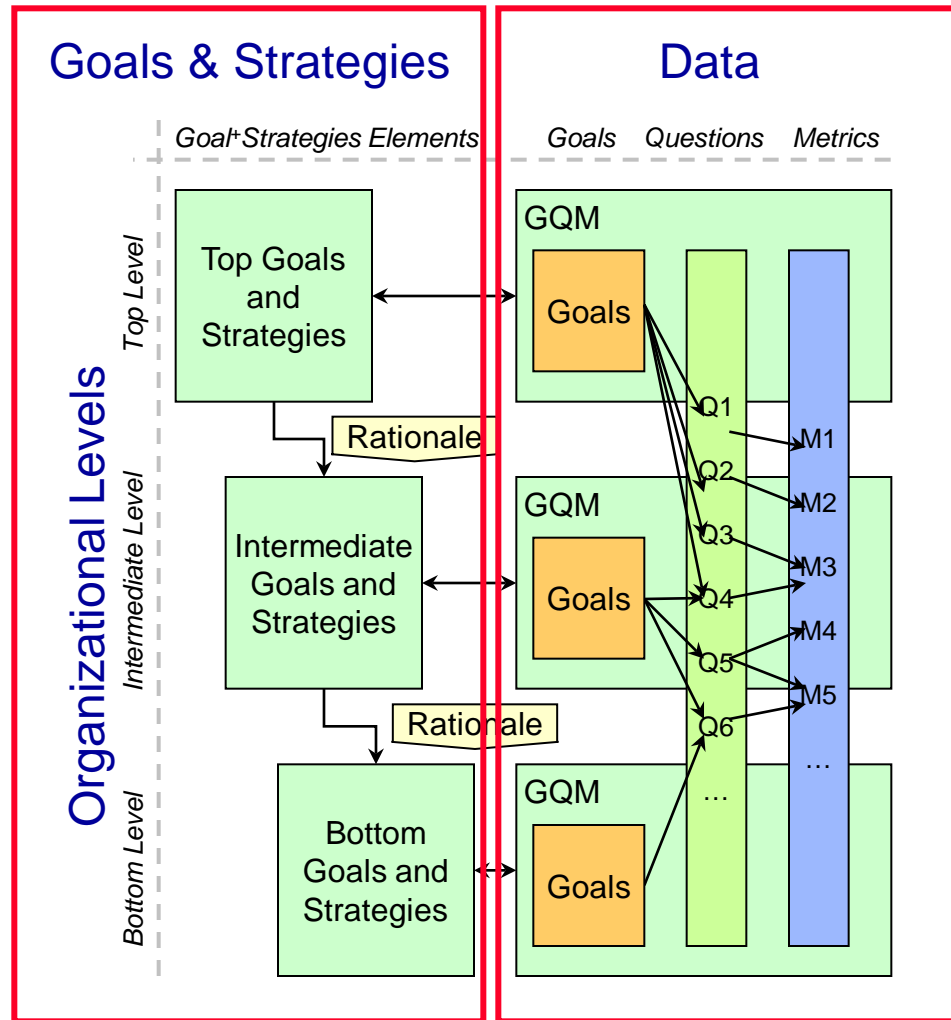 Goals & Strategies
Data
Goal+Strategies Elements
Goals
Questions
Metrics
Organizational Levels
Top Level
Top Goals
and
Strategies
GQM
Goals
Q1
M1
Rationale
Intermediate Level
Intermediate
Goals and
Strategies
GQM
Goals
Q2
M2
Q3
M3
Q4
M4
Q5
M5
Q6
Rationale
Bottom Level
Bottom
Goals and
Strategies
GQM
Goals
...
...